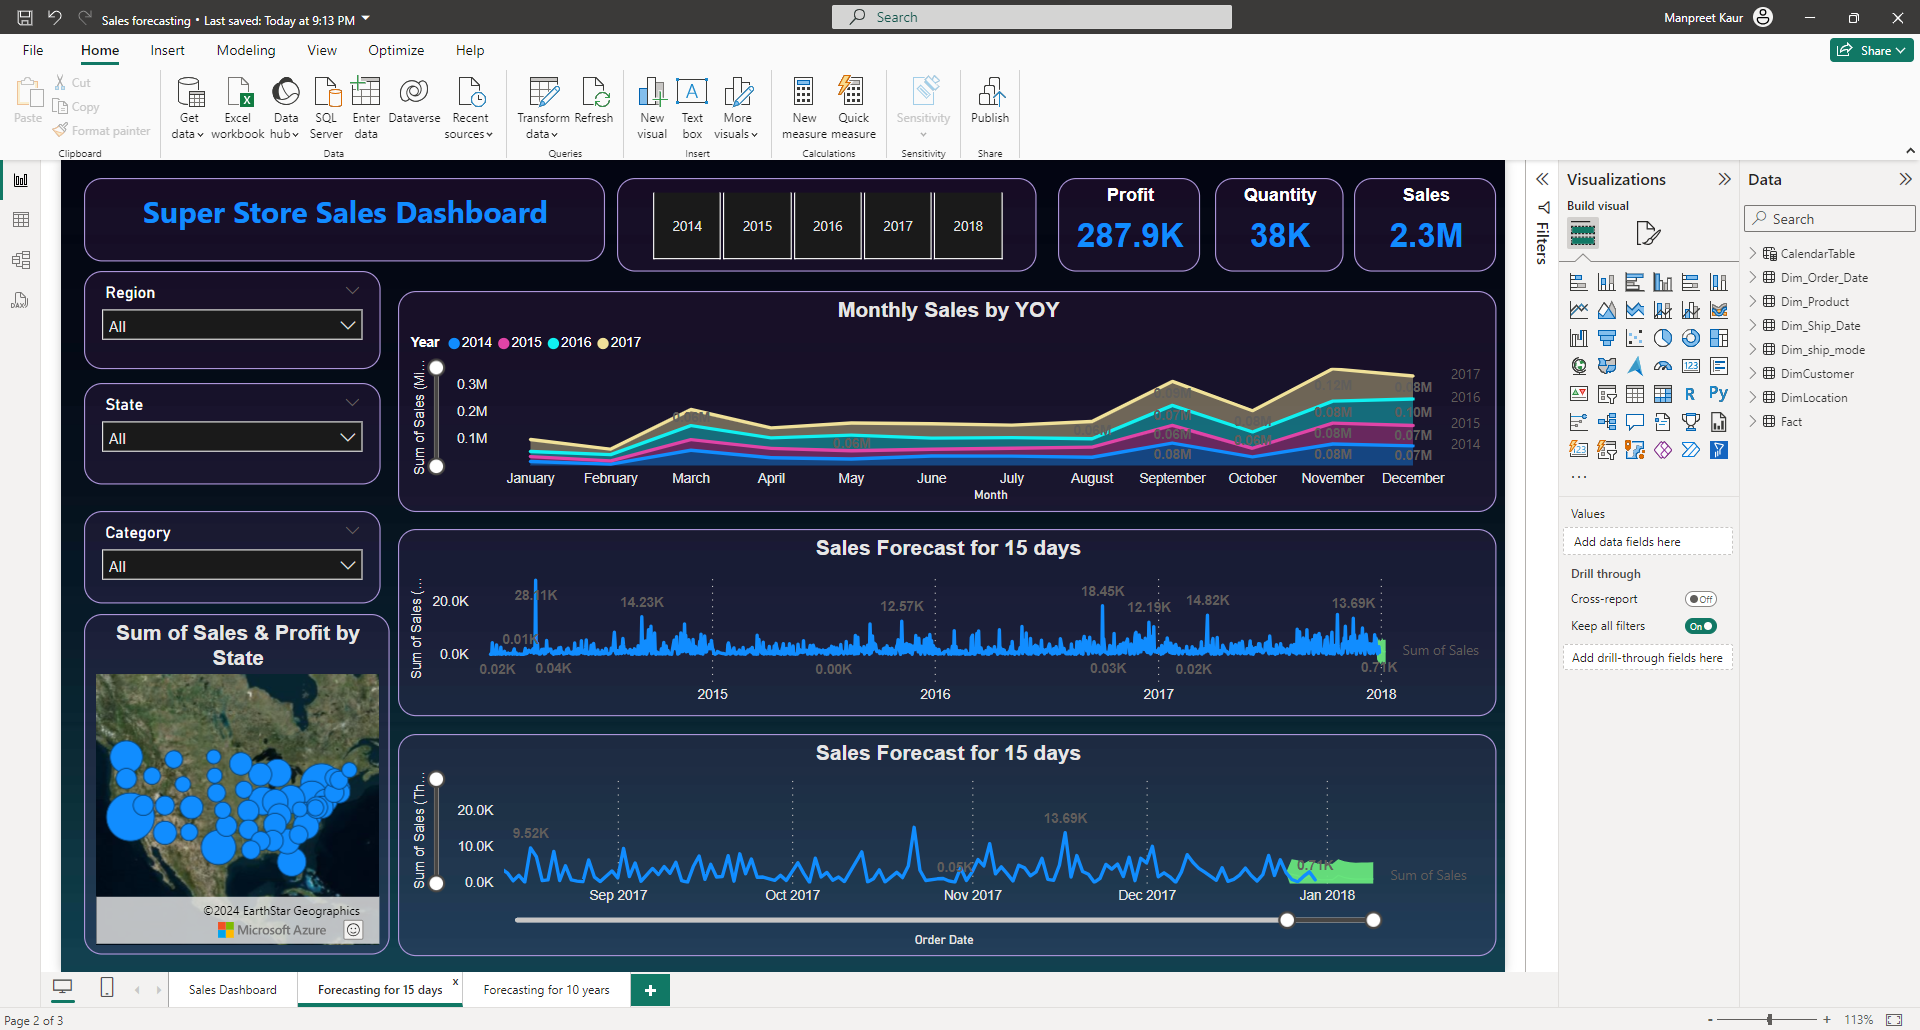 Sales forecasting • Last saved: Today at 9:13 PM
Search
Manpreet Kaur
File
Home
Insert
Modeling
View
Optimize
Help
Share
Paste
Cut
Copy
Format painter
Clipboard
Get data
Excel workbook
Data hub
SQL Server
Enter data
Dataverse
Recent sources
Data
Transform data
Refresh
Queries
New visual
Text box
More visuals
Insert
New measure
Quick measure
Calculations
Sensitivity
Sensitivity
Publish
Share
Super Store Sales Dashboard
2014
2015
2016
2017
2018
Profit
287.9K
Quantity
38K
Sales
2.3M
Region
All
State
All
Category
All
Sum of Sales & Profit by
State
©2024 EarthStar Geographics
Microsoft Azure
Monthly Sales by YOY
Year 2014 2015 2016 2017
Sum of Sales (Mi...
0.3M
0.2M
0.1M
0.06M
0.07M
0.06M
0.08M
0.06M
0.12M
0.08M
0.08M
0.08M
0.08M
0.10M
0.07M
0.07M
2017
2016
2015
2014
January February March April May June July August September October November December
Month
Sales Forecast for 15 days
Sum of Sales (...
20.0K
0.0K
28.11K
14.23K
12.57K
18.45K
12.19K
14.82K
13.69K
0.01K
0.02K
0.04K
0.00K
0.03K
0.02K
0.71K
Sum of Sales
2015 2016 2017 2018
Sales Forecast for 15 days
Sum of Sales (Th...
20.0K
10.0K
0.0K
9.52K
0.05K
13.69K
0.71K
Sum of Sales
Sep 2017 Oct 2017 Nov 2017 Dec 2017 Jan 2018
Order Date
Filters
Visualizations
Build visual
123
R
Py
123
...
Values
Add data fields here
Drill through
Cross-report
Off
Keep all filters
On
Add drill-through fields here
Data
Search
CalendarTable
Dim_Order_Date
Dim_Product
Dim_Ship_Date
Dim_ship_mode
DimCustomer
DimLocation
Fact
Sales Dashboard
Forecasting for 15 days
x
Forecasting for 10 years
+
Page 2 of 3
-
+
113%